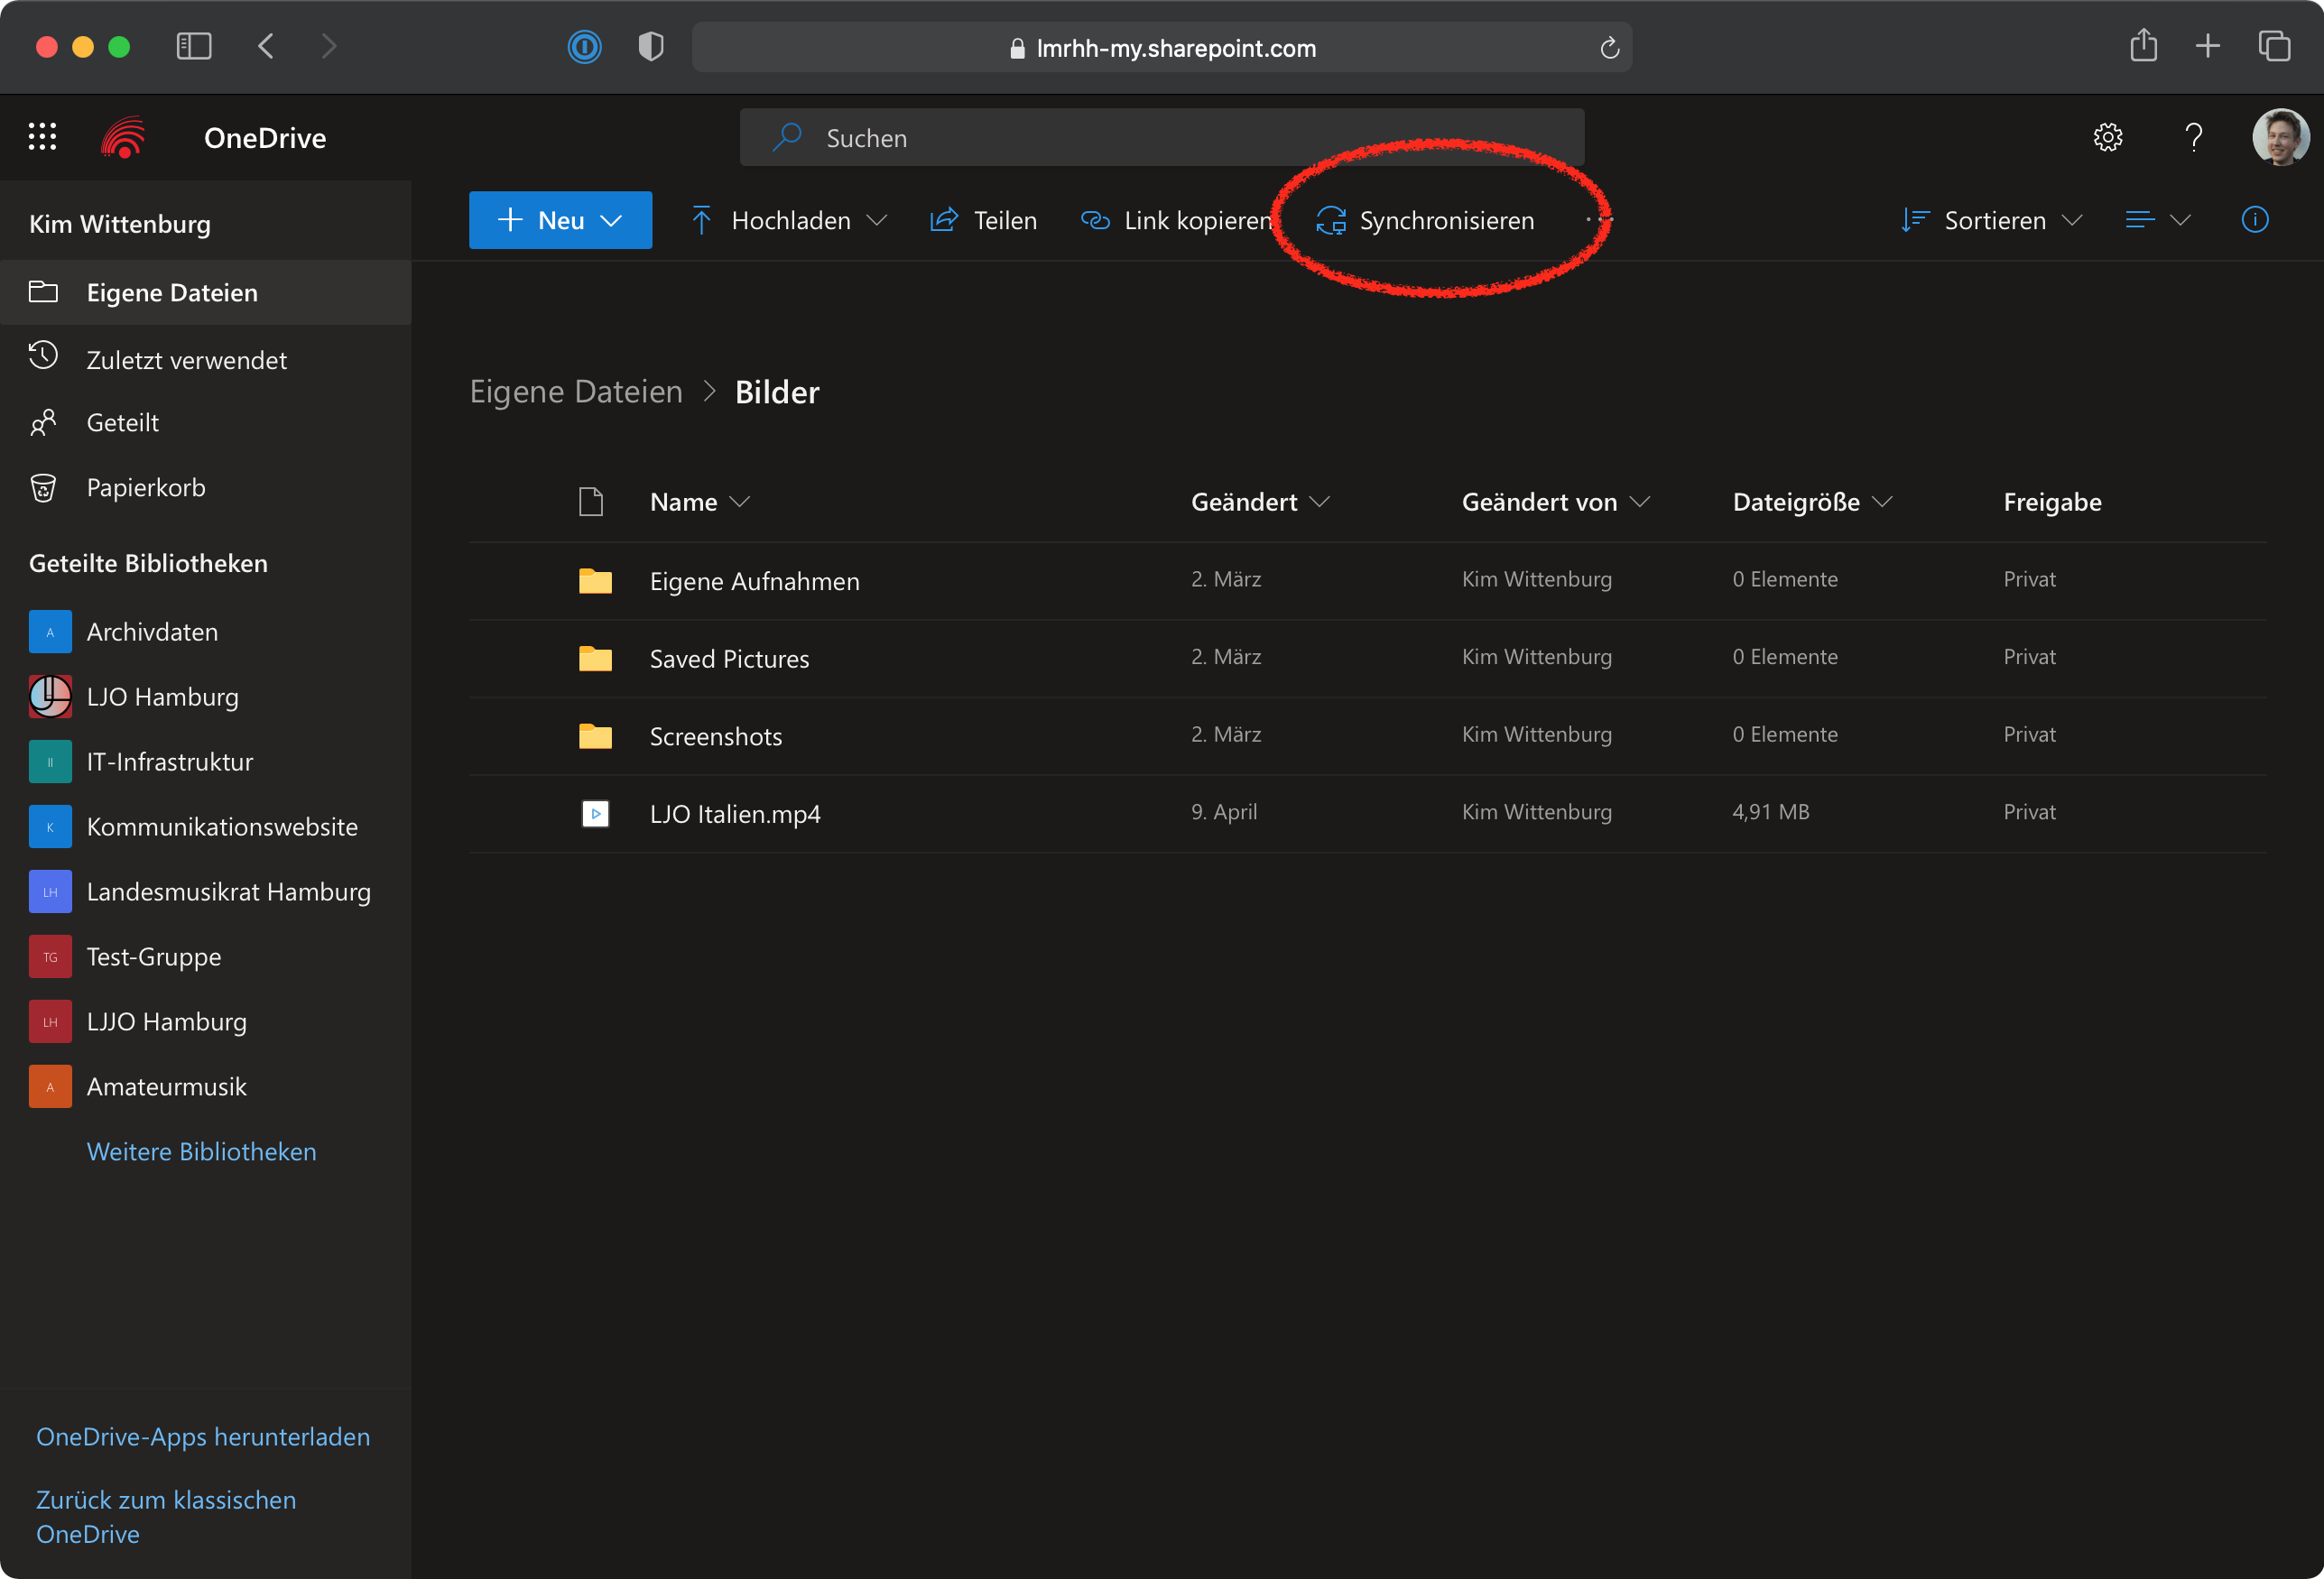 lmrhh-my.sharepoint.com
OneDrive
Suchen
Kim Wittenburg
Neu
Hochladen
Teilen
Link kopieren
Synchronisieren
Sortieren
Eigene Dateien
Zuletzt verwendet
Geteilt
Papierkorb
Geteilte Bibliotheken
A Archivdaten
LJO Hamburg
II IT-Infrastruktur
K Kommunikationswebsite
LH Landesmusikrat Hamburg
TG Test-Gruppe
LH LJJO Hamburg
A Amateurmusik
Weitere Bibliotheken
OneDrive-Apps herunterladen
Zurück zum klassischen
OneDrive
Eigene Dateien > Bilder
Name Geändert Geändert von Dateigröße Freigabe
Eigene Aufnahmen 2. März Kim Wittenburg 0 Elemente Privat
Saved Pictures 2. März Kim Wittenburg 0 Elemente Privat
Screenshots 2. März Kim Wittenburg 0 Elemente Privat
LJO Italien.mp4 9. April Kim Wittenburg 4,91 MB Privat